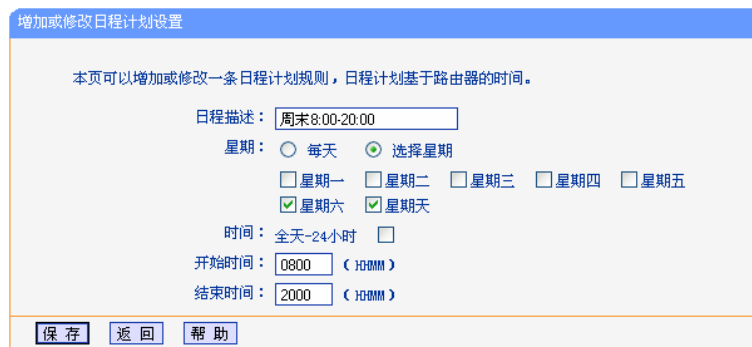 增加或修改日程计划设置
本页可以增加或修改一条日程计划规则，日程计划基于路由器的时间。
日程描述： 周末8:00-20:00
星期： 每天 选择星期
星期一 星期二 星期三 星期四 星期五
星期六 星期天
时间： 全天-24小时
开始时间： 0800 （HHMM）
结束时间： 2000 （HHMM）
保存 返回 帮助